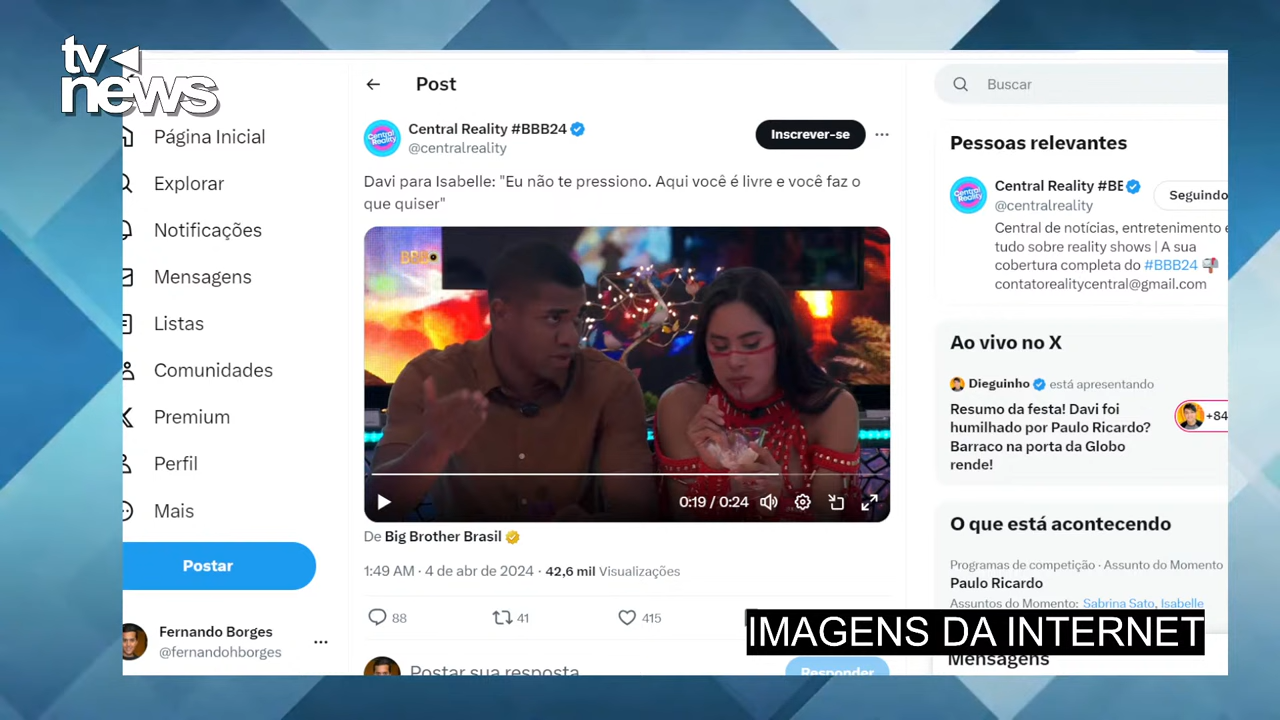 tv
news
Página Inicial
Explorar
Notificações
Mensagens
Listas
Comunidades
Premium
Perfil
Mais
Postar
Fernando Borges
@fernandohborges
Post
Central Reality #BBB24
@centralreality
Inscrever-se
Davi para Isabelle: "Eu não te pressiono. Aqui você é livre e você faz o
que quiser"
BBB
0:19 / 0:24
De Big Brother Brasil
1:49 AM · 4 de abr de 2024 · 42,6 mil Visualizações
88
41
415
Postar sua resposta
Responder
Buscar
Pessoas relevantes
Central Reality #BE
@centralreality
Seguindo
Central de notícias, entretenimento e
tudo sobre reality shows | A sua
cobertura completa do #BBB24
contatorealitycentral@gmail.com
Ao vivo no X
Dieguinho está apresentando
Resumo da festa! Davi foi
humilhado por Paulo Ricardo?
Barraco na porta da Globo
rende!
+84
O que está acontecendo
Programas de competição · Assunto do Momento
Paulo Ricardo
Assuntos do Momento: Sabrina Sato, Isabelle
IMAGENS DA INTERNET
Mensagens